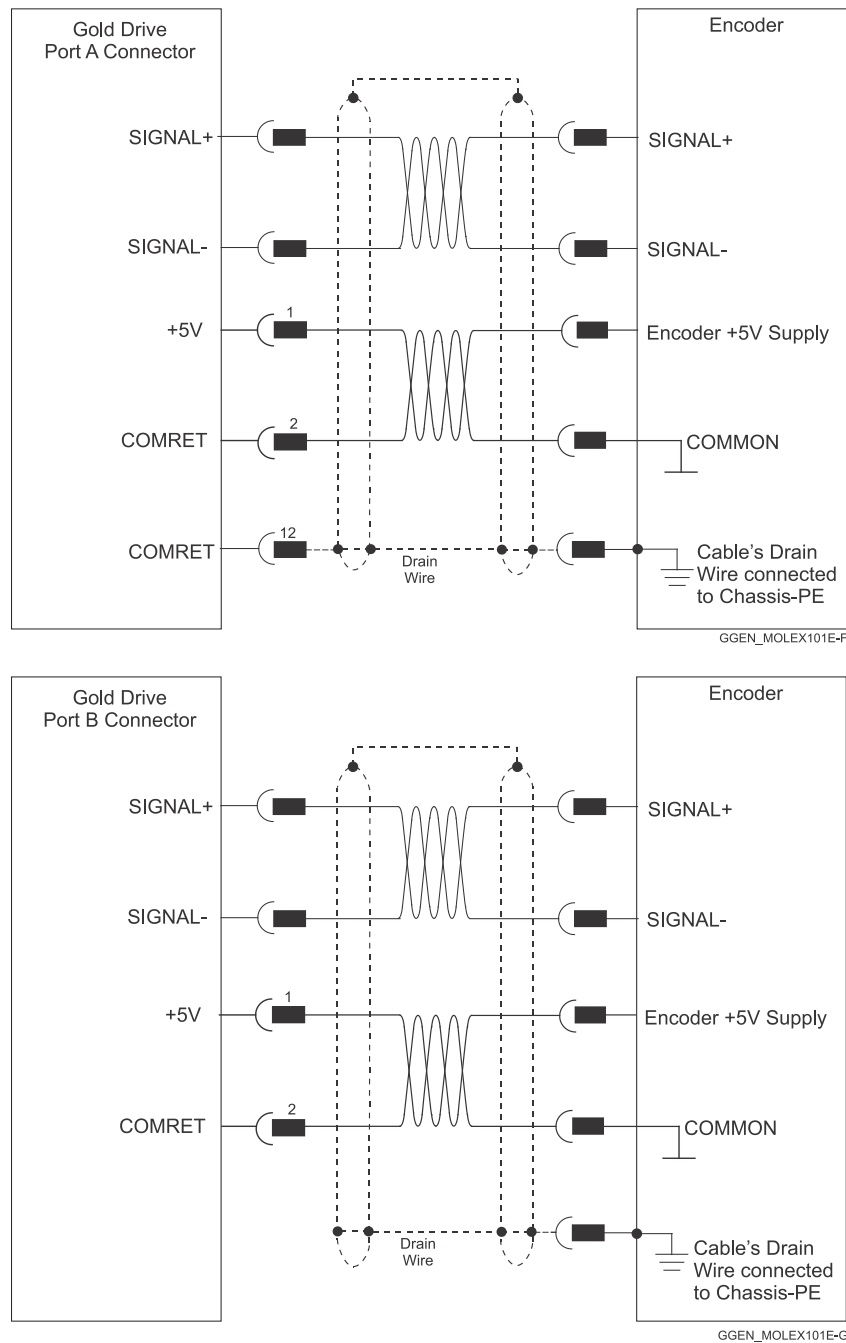 Gold Drive
Port A Connector
Encoder
SIGNAL+
SIGNAL+
SIGNAL-
SIGNAL-
+5V
1
Encoder +5V Supply
COMRET
2
COMMON
COMRET
12
Drain
Wire
Cable's Drain
Wire connected
to Chassis-PE
GGEN_MOLEX101E-F
Gold Drive
Port B Connector
Encoder
SIGNAL+
SIGNAL+
SIGNAL-
SIGNAL-
+5V
1
Encoder +5V Supply
COMRET
2
COMMON
Drain
Wire
Cable's Drain
Wire connected
to Chassis-PE
GGEN_MOLEX101E-G